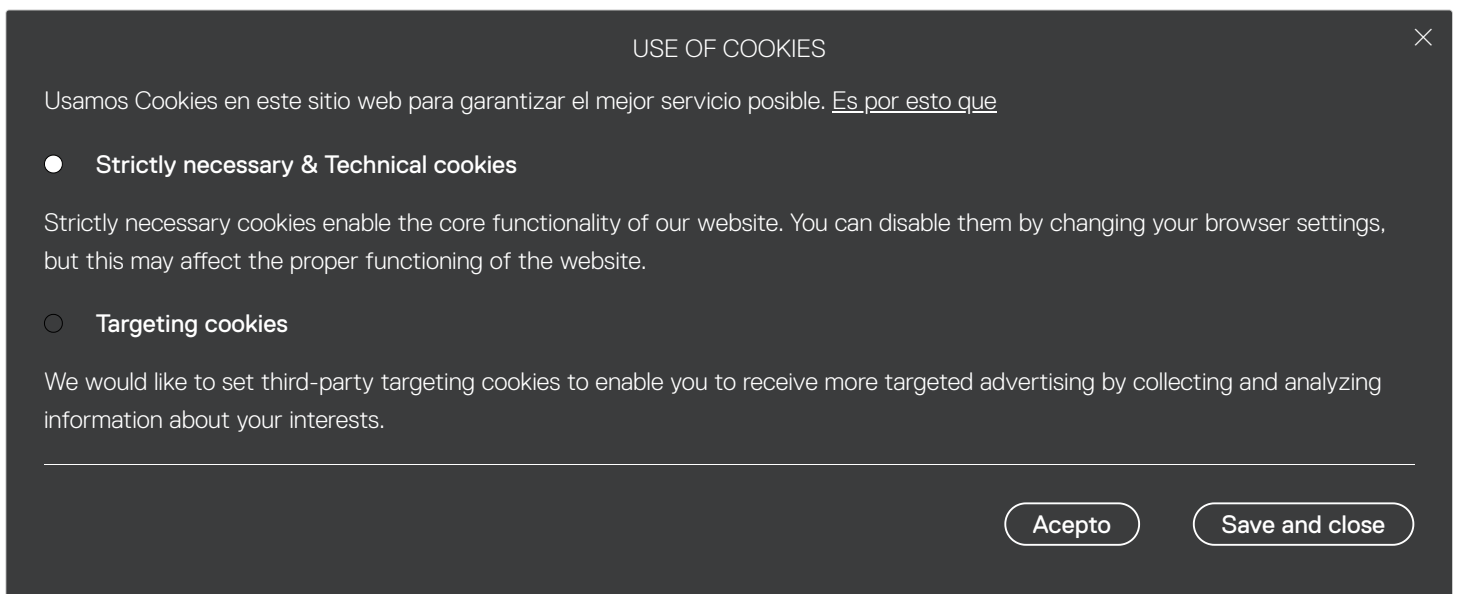 USE OF COOKIES
Usamos Cookies en este sitio web para garantizar el mejor servicio posible. Es por esto que
Strictly necessary & Technical cookies
Strictly necessary cookies enable the core functionality of our website. You can disable them by changing your browser settings,
but this may affect the proper functioning of the website.
Targeting cookies
We would like to set third-party targeting cookies to enable you to receive more targeted advertising by collecting and analyzing
information about your interests.
Acepto
Save and close